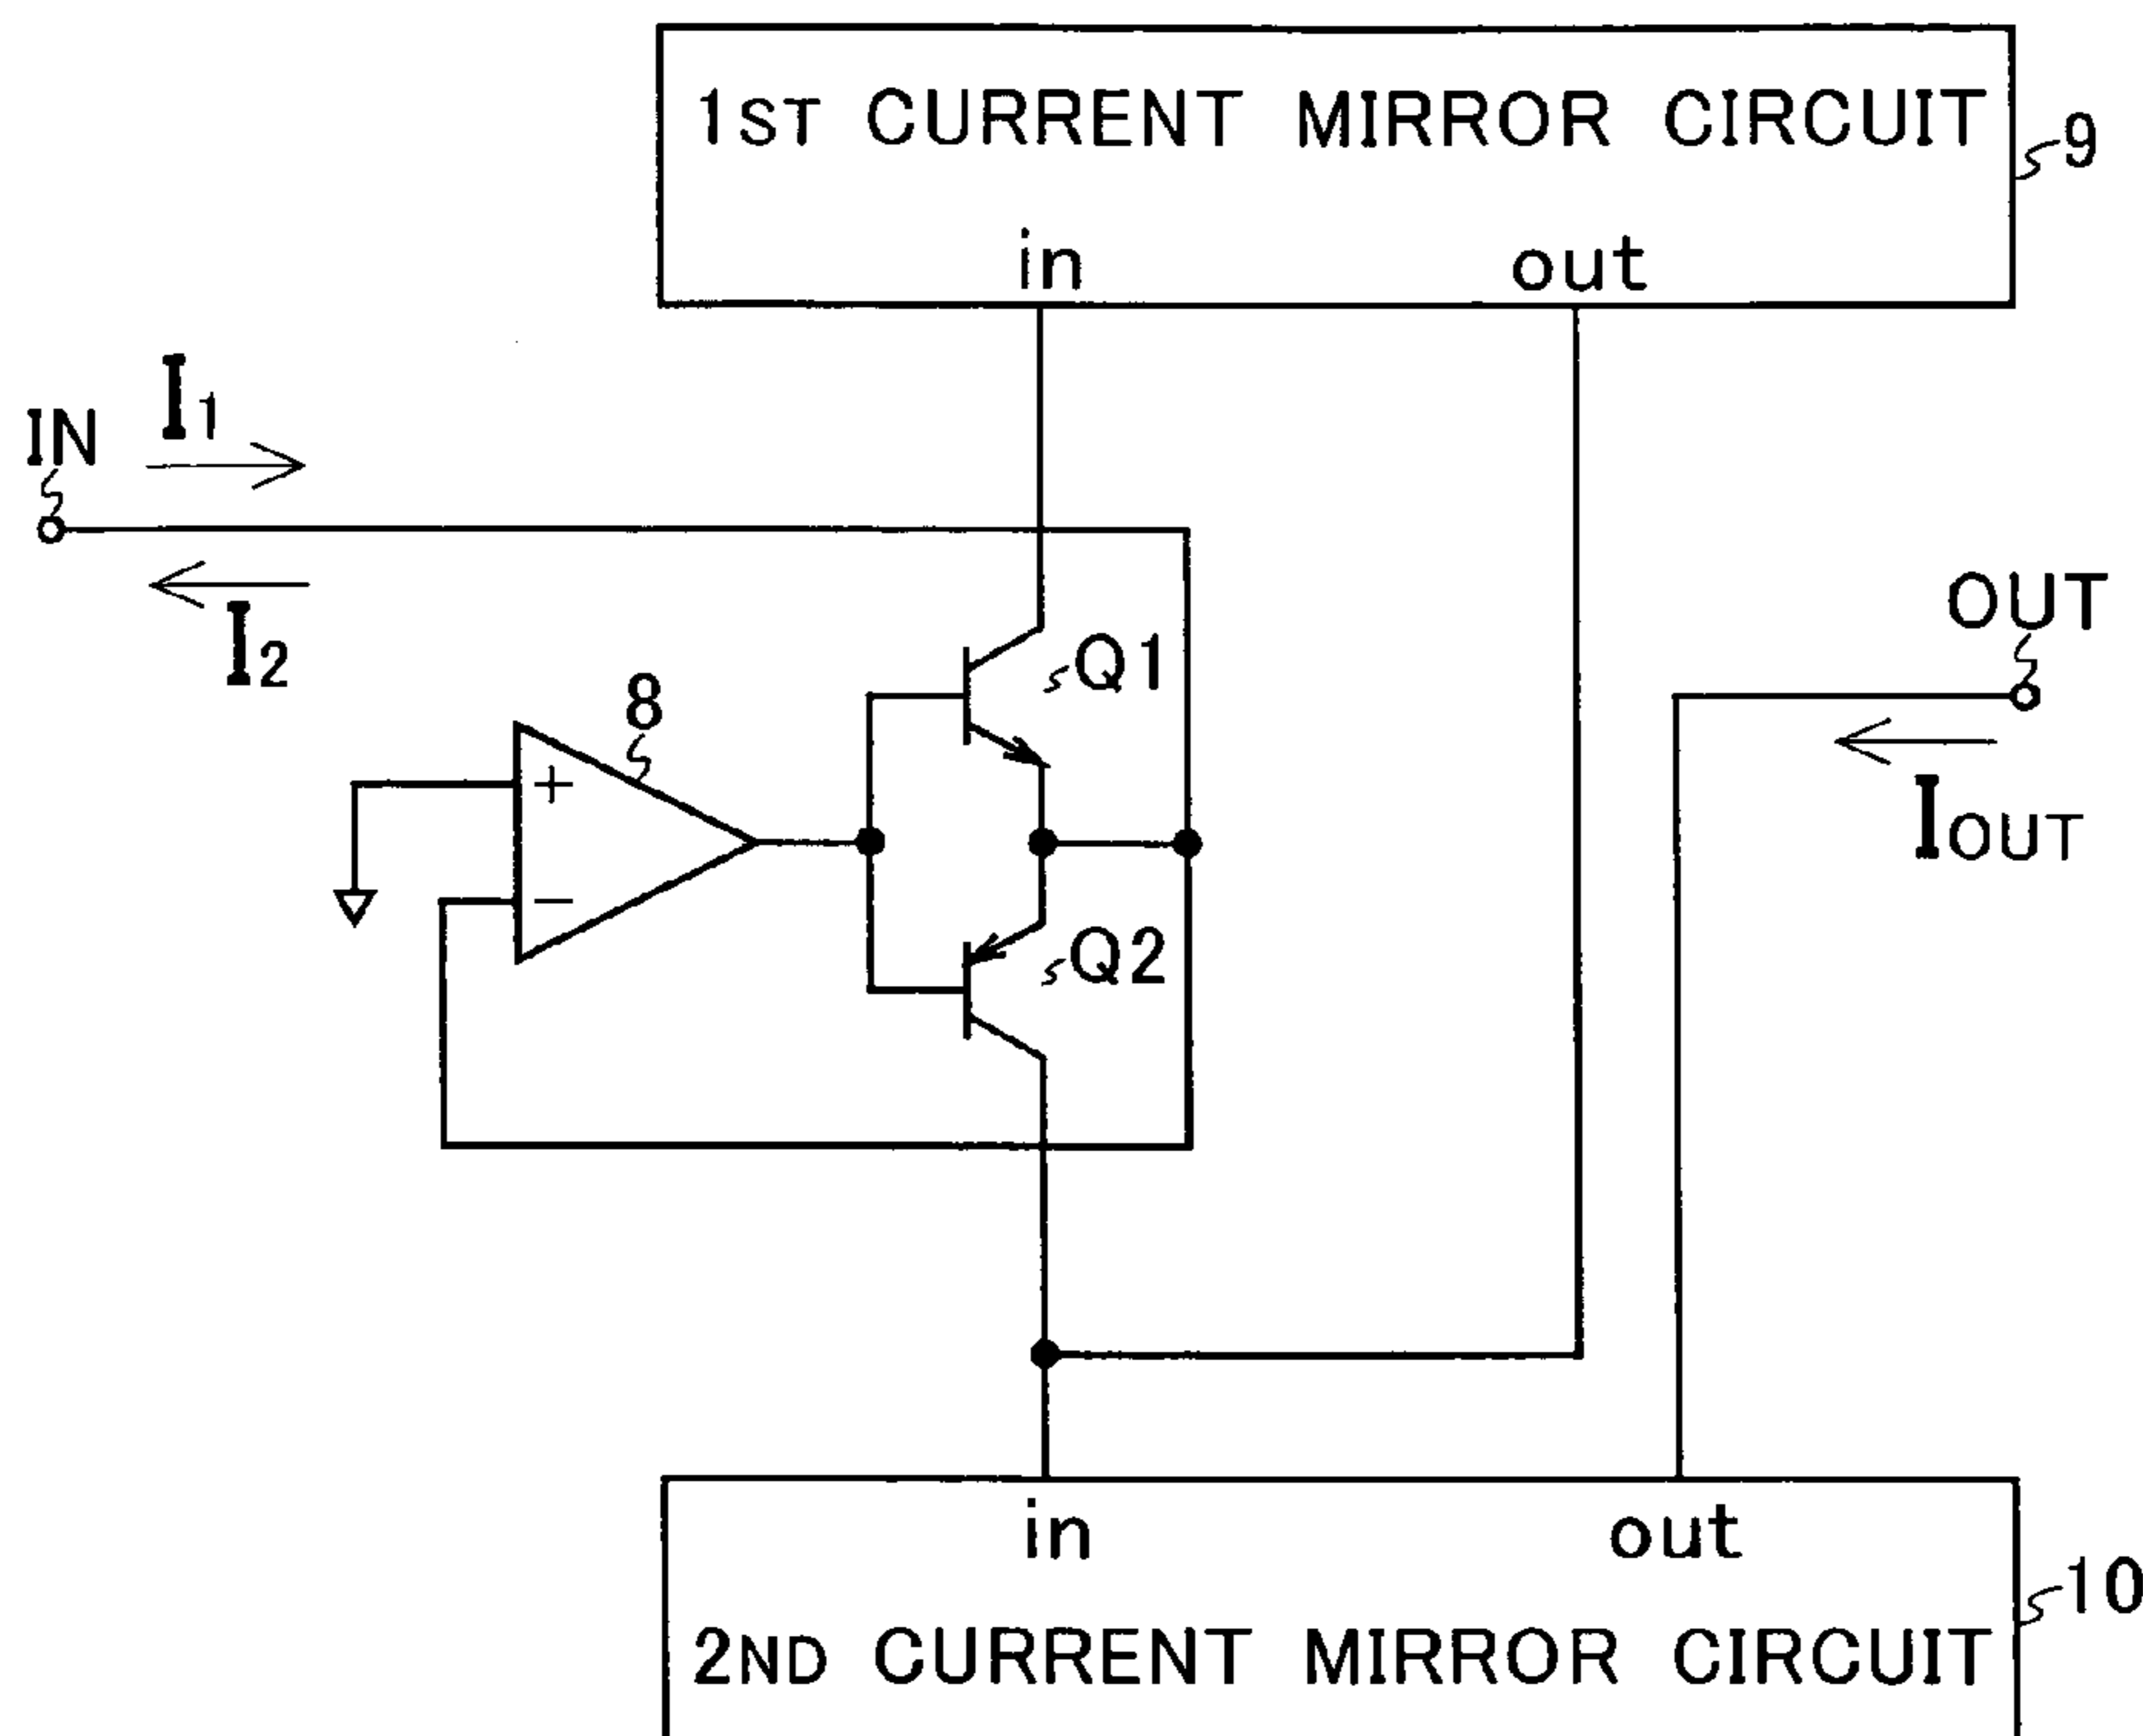 1ST CURRENT MIRROR CIRCUIT
9
in out
I1
IN
I2
OUT
Q1
8
+
IOUT
−
Q2
in out
10
2ND CURRENT MIRROR CIRCUIT